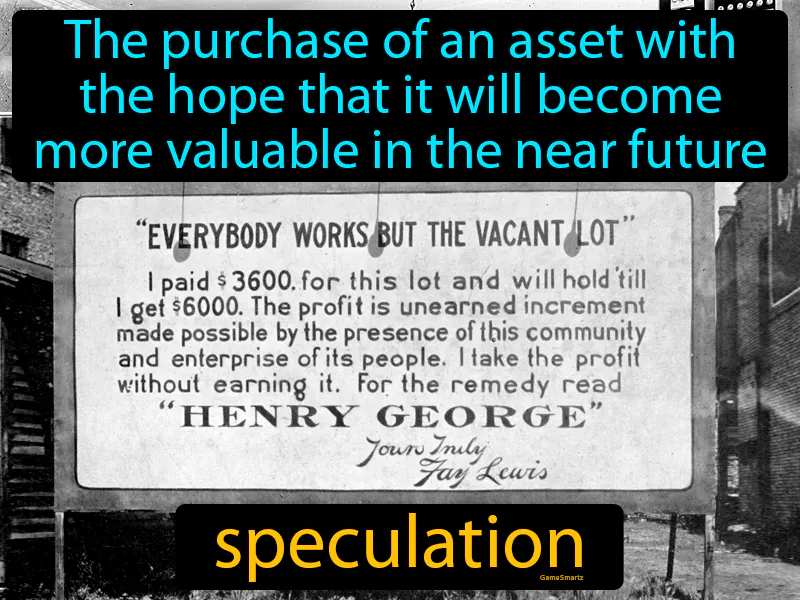 The purchase of an asset with
the hope that it will become
more valuable in the near future
"EVERYBODY WORKS BUT THE VACANT LOT"
I paid $3600. for this lot and will hold 'till
I get $6000. The profit is unearned increment
made possible by the presence of this community
and enterprise of its people. I take the profit
without earning it. For the remedy read
"HENRY GEORGE"
Yours Truly
Fay Lewis
speculation
GameSmartz